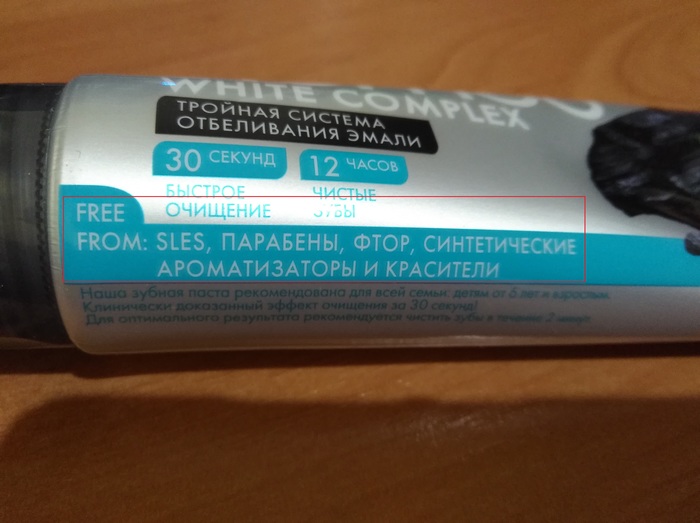 WHITE COMPLEX
ТРОЙНАЯ СИСТЕМА
ОТБЕЛИВАНИЯ ЭМАЛИ
30 СЕКУНД
БЫСТРОЕ
ОЧИЩЕНИЕ
12 ЧАСОВ
ЧИСТЫЕ
ЗУБЫ
FREE
FROM: SLES, ПАРАБЕНЫ, ФТОР, СИНТЕТИЧЕСКИЕ
АРОМАТИЗАТОРЫ И КРАСИТЕЛИ
Наша зубная паста рекомендована для всей семьи: детям от 6 лет и взрослым.
Клинически доказанный эффект очищения за 30 секунд!
Для оптимального результата рекомендуется чистить зубы в течение 2 минут.